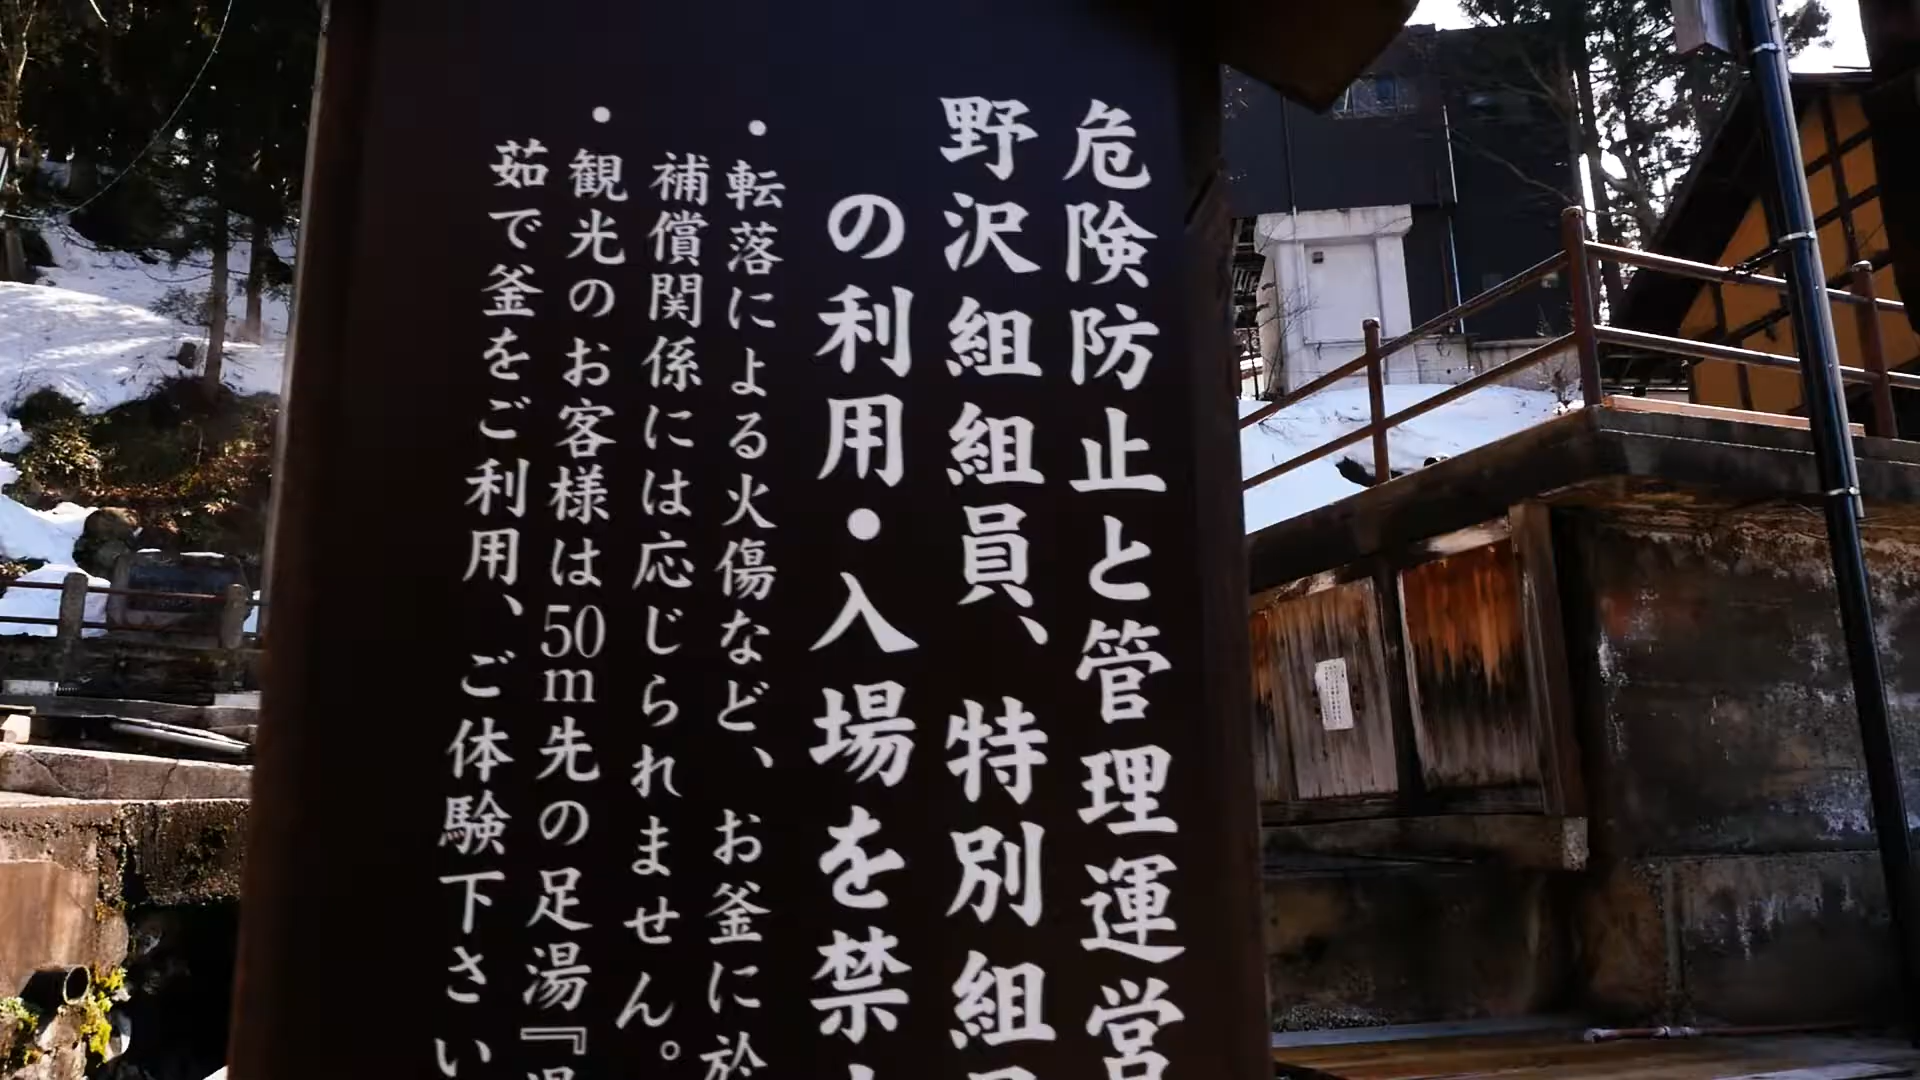 危険防止と管理運営
野沢組組員、特別組
の利用・入場を禁
・転落による火傷など、お釜に於
補償関係には応じられません。
・観光のお客様は50m先の足湯『湯
茹で釜をご利用、ご体験下さい